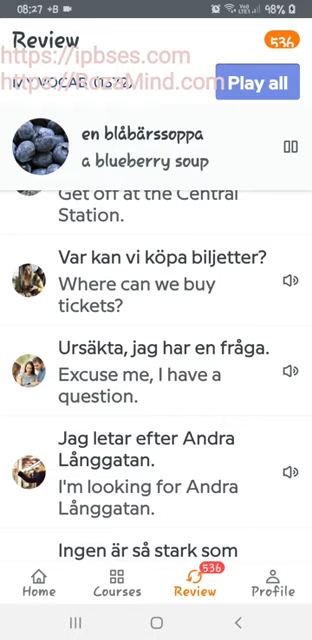 08:27 +B
98%
Review
536
https://ipbses.com
https://RosaMind.com
MY VOCAB (1372)
Play all
en blåbärssoppa
a blueberry soup
Get off at the Central
Station.
Var kan vi köpa biljetter?
Where can we buy
tickets?
Ursäkta, jag har en fråga.
Excuse me, I have a
question.
Jag letar efter Andra
Långgatan.
I'm looking for Andra
Långgatan.
Ingen är så stark som
536
Home
Courses
Review
Profile